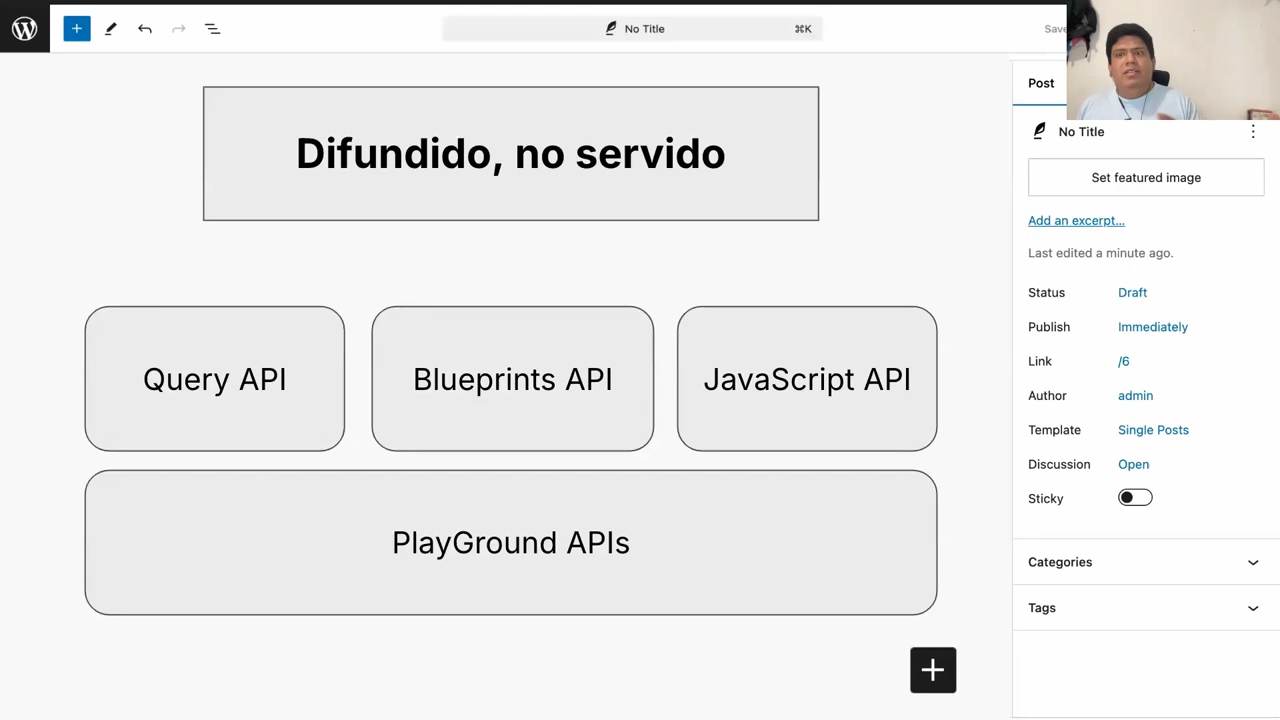 No Title
⌘K
Save
Difundido, no servido
Query API
Blueprints API
JavaScript API
PlayGround APIs
Post
No Title
Set featured image
Add an excerpt...
Last edited a minute ago.
Status Draft
Publish Immediately
Link /6
Author admin
Template Single Posts
Discussion Open
Sticky
Categories
Tags